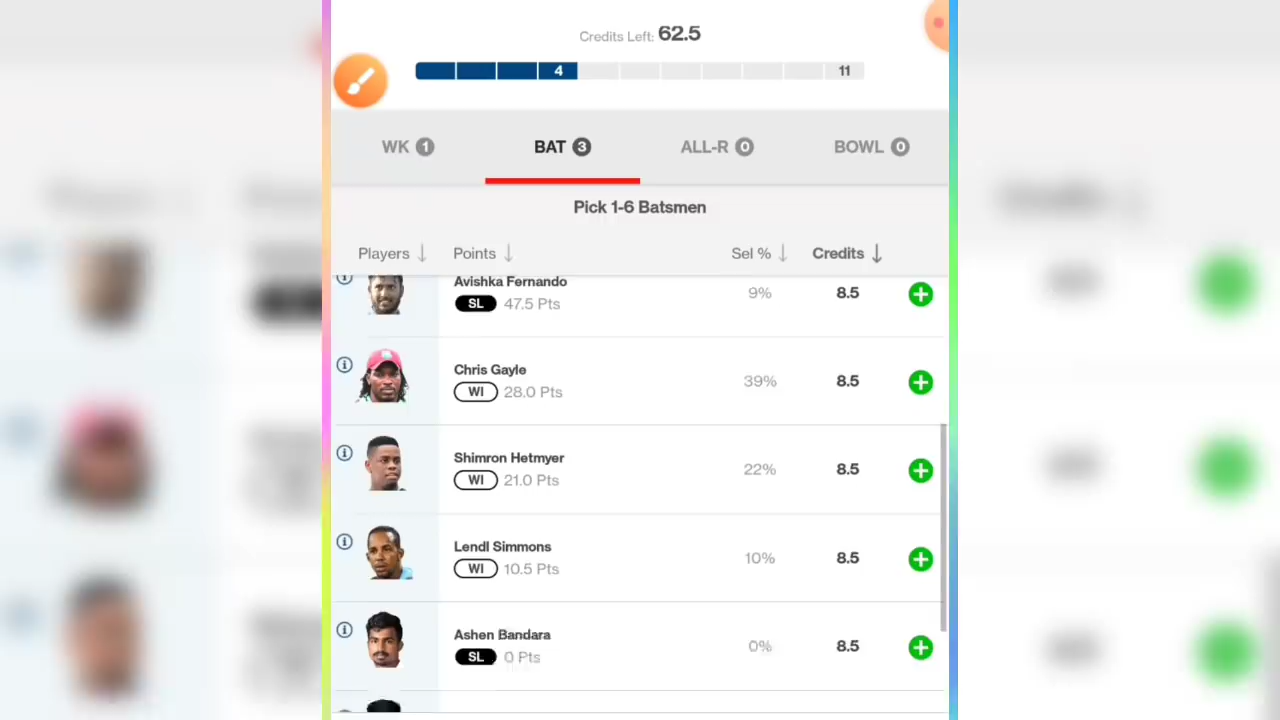 Credits Left: 62.5
4 11
WK 1 BAT 3 ALL-R 0 BOWL 0
Pick 1-6 Batsmen
Players ↓ Points ↓ Sel % ↓ Credits ↓
Avishka Fernando
SL 47.5 Pts 9% 8.5
Chris Gayle
WI 28.0 Pts 39% 8.5
Shimron Hetmyer
WI 21.0 Pts 22% 8.5
Lendl Simmons
WI 10.5 Pts 10% 8.5
Ashen Bandara
SL 0 Pts 0% 8.5